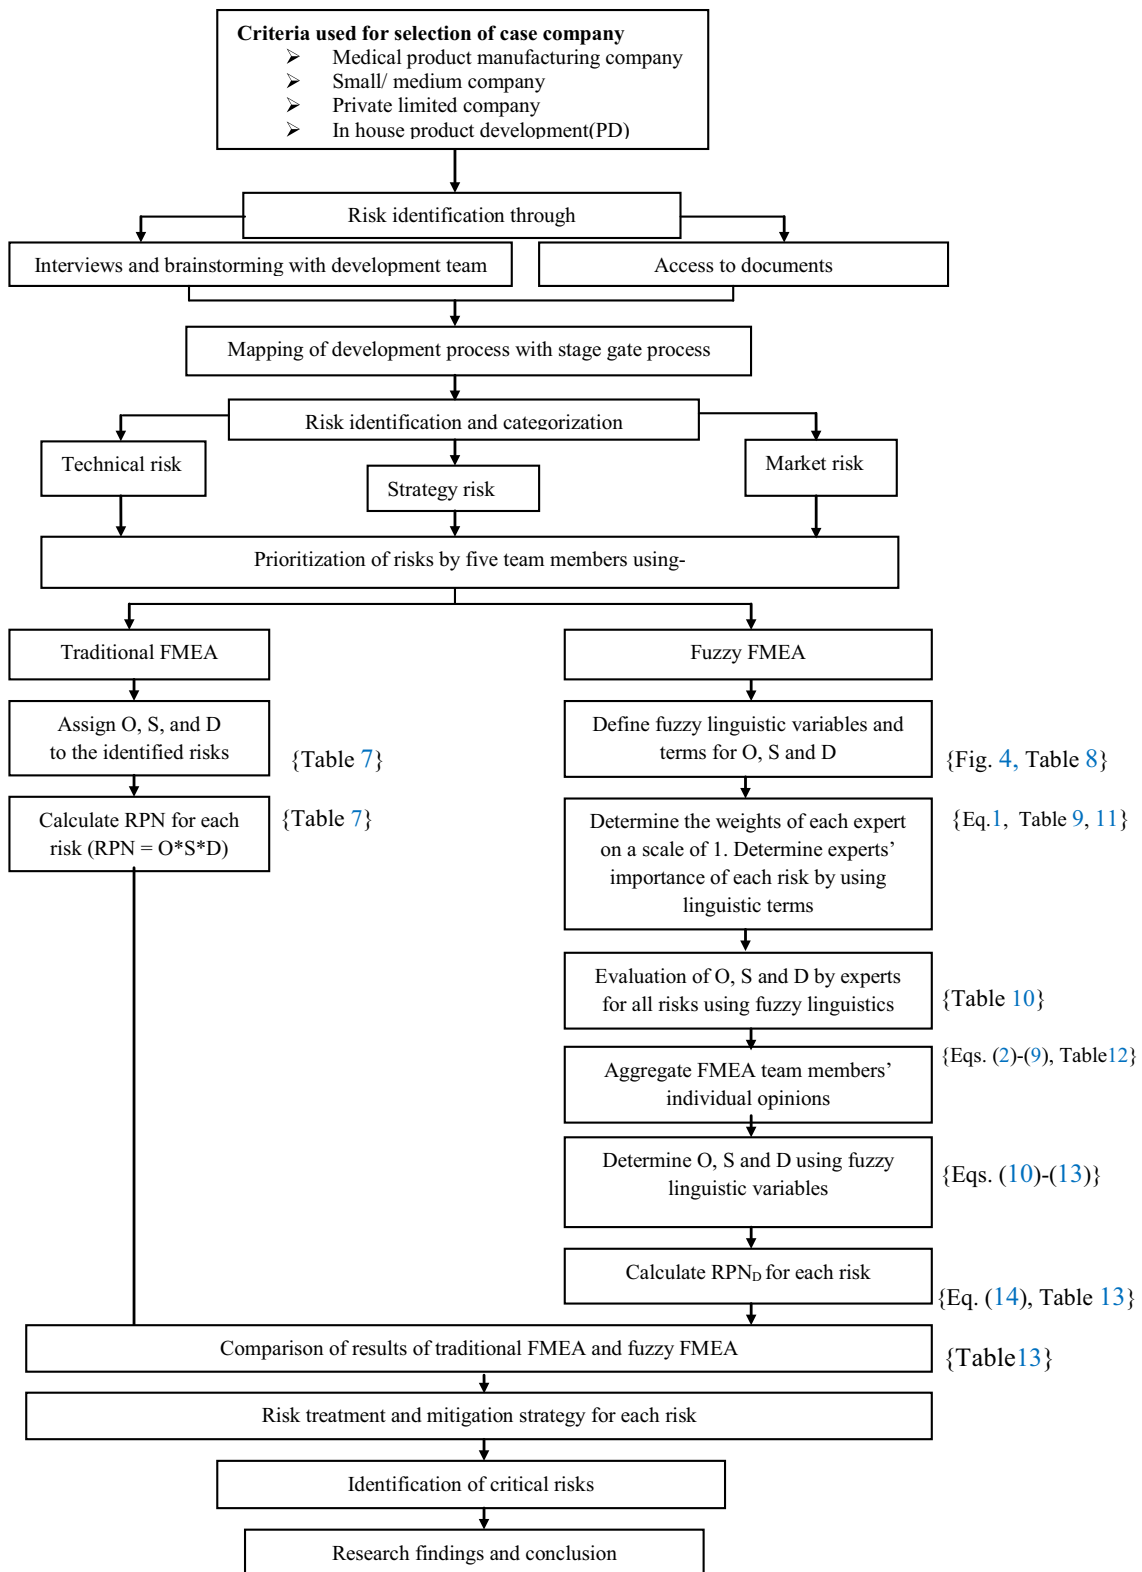 Criteria used for selection of case company
➢ Medical product manufacturing company
➢ Small/ medium company
➢ Private limited company
➢ In house product development(PD)
Risk identification through
Interviews and brainstorming with development team
Access to documents
Mapping of development process with stage gate process
Risk identification and categorization
Technical risk
Strategy risk
Market risk
Prioritization of risks by five team members using-
Traditional FMEA
Assign O, S, and D
to the identified risks
{Table 7}
Calculate RPN for each
risk (RPN = O*S*D)
{Table 7}
Fuzzy FMEA
Define fuzzy linguistic variables and
terms for O, S and D
{Fig. 4, Table 8}
Determine the weights of each expert
on a scale of 1. Determine experts'
importance of each risk by using
linguistic terms
{Eq.1, Table 9, 11}
Evaluation of O, S and D by experts
for all risks using fuzzy linguistics
{Table 10}
Aggregate FMEA team members'
individual opinions
{Eqs. (2)-(9), Table12}
Determine O, S and D using fuzzy
linguistic variables
{Eqs. (10)-(13)}
Calculate RPND for each risk
{Eq. (14), Table 13}
Comparison of results of traditional FMEA and fuzzy FMEA
{Table13}
Risk treatment and mitigation strategy for each risk
Identification of critical risks
Research findings and conclusion